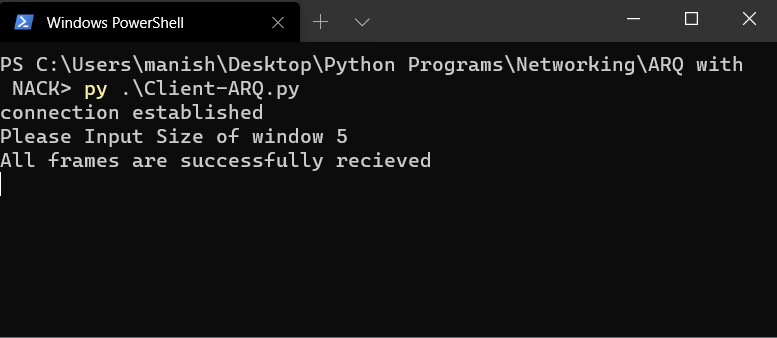 Windows PowerShell
PS C:\Users\manish\Desktop\Python Programs\Networking\ARQ with
NACK> py .\Client-ARQ.py
connection established
Please Input Size of window 5
All frames are successfully recieved